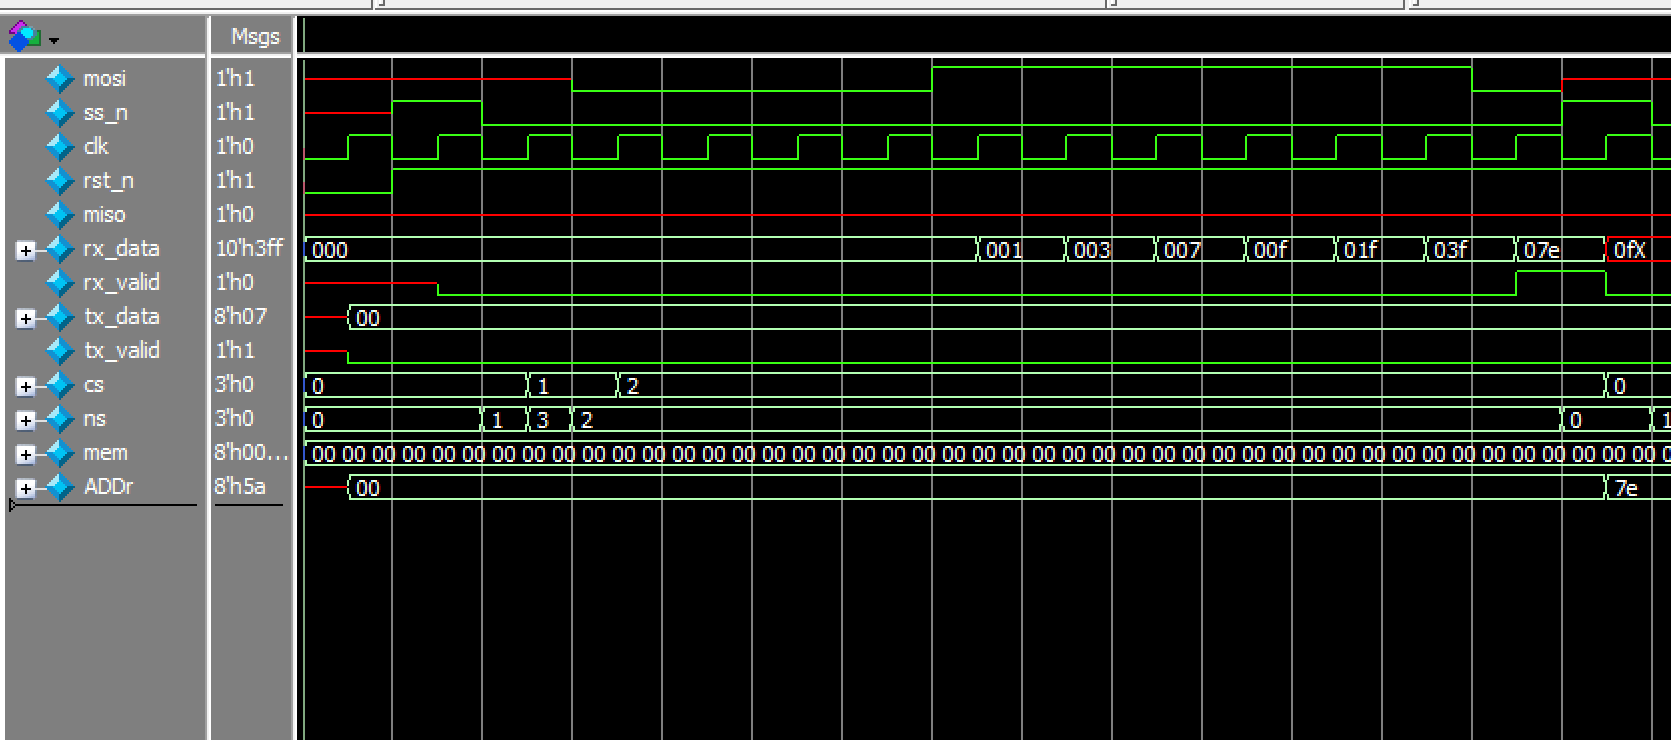 Msgs
mosi 1'h1
ss_n 1'h1
clk 1'h0
rst_n 1'h1
miso 1'h0
rx_data 10'h3ff 000 001 003 007 00f 01f 03f 07e 0fX
rx_valid 1'h0
tx_data 8'h07 00
tx_valid 1'h1
cs 3'h0 0 1 2 0
ns 3'h0 0 1 3 2 0 1
mem 8'h00... 00 00 00 00 00 00 00 00 00 00 00 00 00 00 00 00 00 00 00 00 00 00 00 00 00 00 00 00 00 00 00 00 00 00 00 00 00 00 00 00 00 00 00 00 00 0
ADDr 8'h5a 00 7e